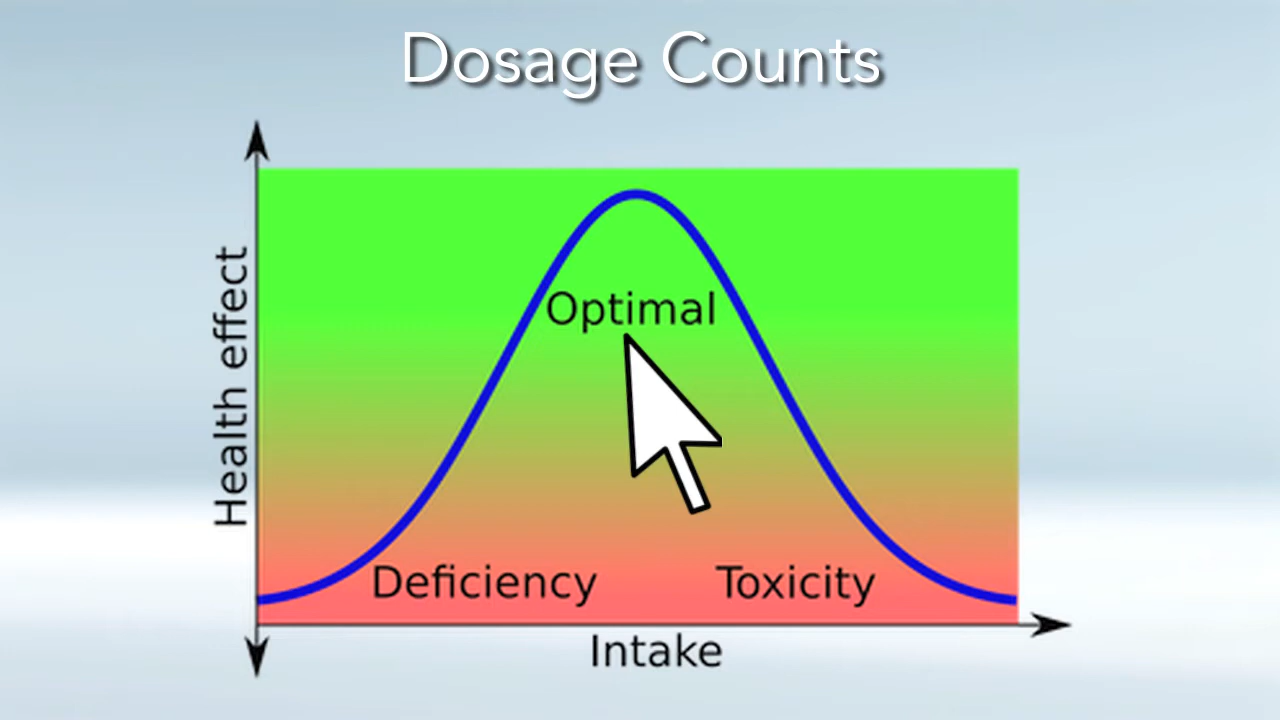 Dosage Counts
Health effect
Optimal
Deficiency
Toxicity
Intake